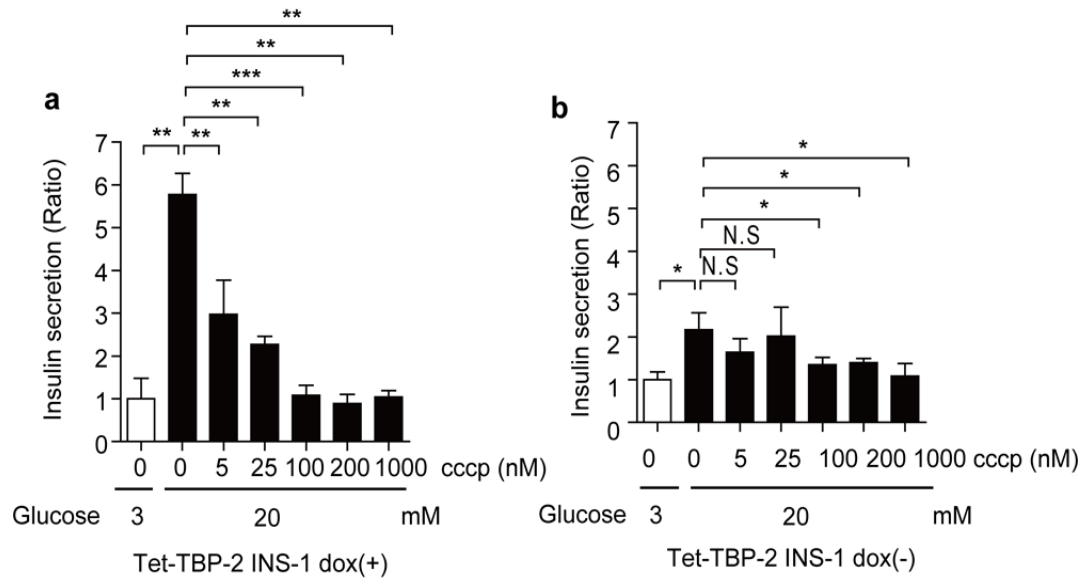 a
**
**
***
**
** **
Insulin secretion (Ratio)
7
6
5
4
3
2
1
0
0 0 5 25 100 200 1000 cccp (nM)
Glucose 3 20 mM
Tet-TBP-2 INS-1 dox(+)
b
*
*
*
N.S
* N.S
Insulin secretion (Ratio)
7
6
5
4
3
2
1
0
0 0 5 25 100 200 1000 cccp (nM)
Glucose 3 20 mM
Tet-TBP-2 INS-1 dox(-)